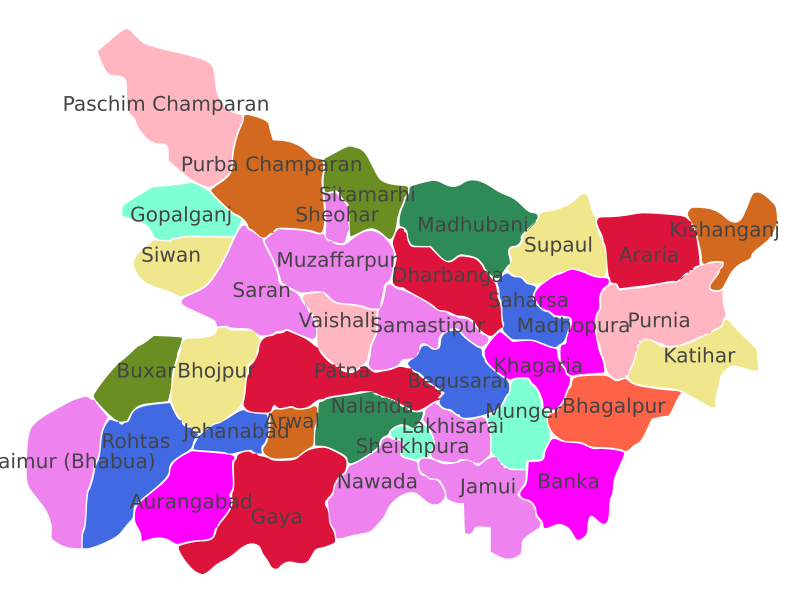 Paschim Champaran
Purba Champaran
Sitamarhi
Gopalganj
Sheohar
Madhubani
Kishanganj
Siwan
Muzaffarpur
Supaul
Araria
Dharbanga
Saran
Saharsa
Vaishali
Samastipur
Madhopura
Purnia
Katihar
Buxar
Bhojpur
Patna
Khagaria
Begusarai
Nalanda
Munger
Bhagalpur
Arwal
Jehanabad
Lakhisarai
Rohtas
Sheikhpura
aimur (Bhabua)
Nawada
Jamui
Banka
Aurangabad
Gaya